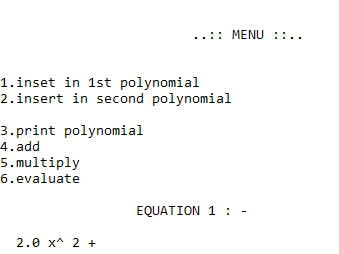 ..:: MENU ::..
1.inset in 1st polynomial
2.insert in second polynomial
3.print polynomial
4.add
5.multiply
6.evaluate
EQUATION 1 : -
2.0 x^ 2 +